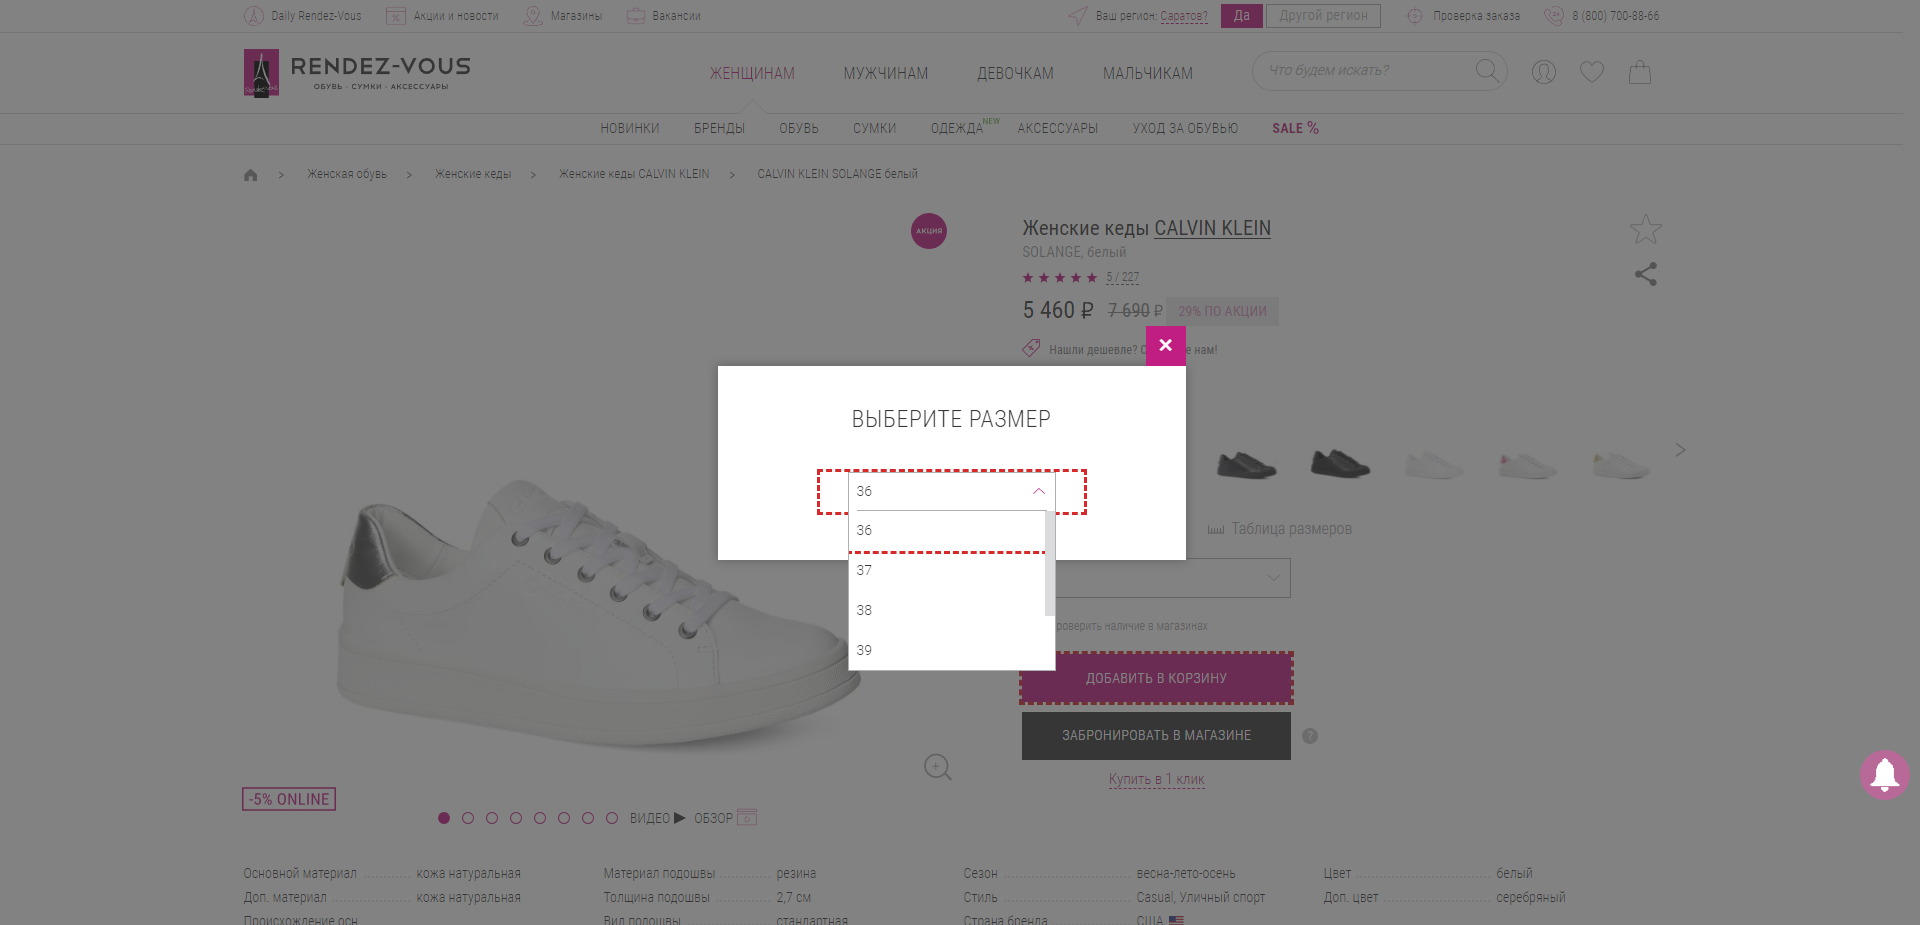 Daily Rendez-Vous
Акции и новости
Магазины
Вакансии
Ваш регион: Саратов?
Да
Другой регион
Проверка заказа
8 (800) 700-88-66
RENDEZ-VOUS
ОБУВЬ · СУМКИ · АКСЕССУАРЫ
ЖЕНЩИНАМ
МУЖЧИНАМ
ДЕВОЧКАМ
МАЛЬЧИКАМ
Что будем искать?
НОВИНКИ
БРЕНДЫ
ОБУВЬ
СУМКИ
ОДЕЖДА NEW
АКСЕССУАРЫ
УХОД ЗА ОБУВЬЮ
SALE %
> Женская обувь > Женские кеды > Женские кеды CALVIN KLEIN > CALVIN KLEIN SOLANGE белый
АКЦИЯ
Женские кеды CALVIN KLEIN
SOLANGE, белый
5 / 227
5 460 ₽ 7 690 ₽ 29% ПО АКЦИИ
Нашли дешевле? С е нам!
×
ВЫБЕРИТЕ РАЗМЕР
36
36
37
38
39
Таблица размеров
роверить наличие в магазинах
ДОБАВИТЬ В КОРЗИНУ
ЗАБРОНИРОВАТЬ В МАГАЗИНЕ
?
Купить в 1 клик
-5% ONLINE
ВИДЕО
ОБЗОР
Основной материал кожа натуральная
Материал подошвы резина
Сезон весна-лето-осень
Цвет белый
Доп. материал кожа натуральная
Толщина подошвы 2,7 см
Стиль Casual, Уличный спорт
Доп. цвет серебряный
Происхождение осн.
Вид подошвы стандартная
Страна бренда США